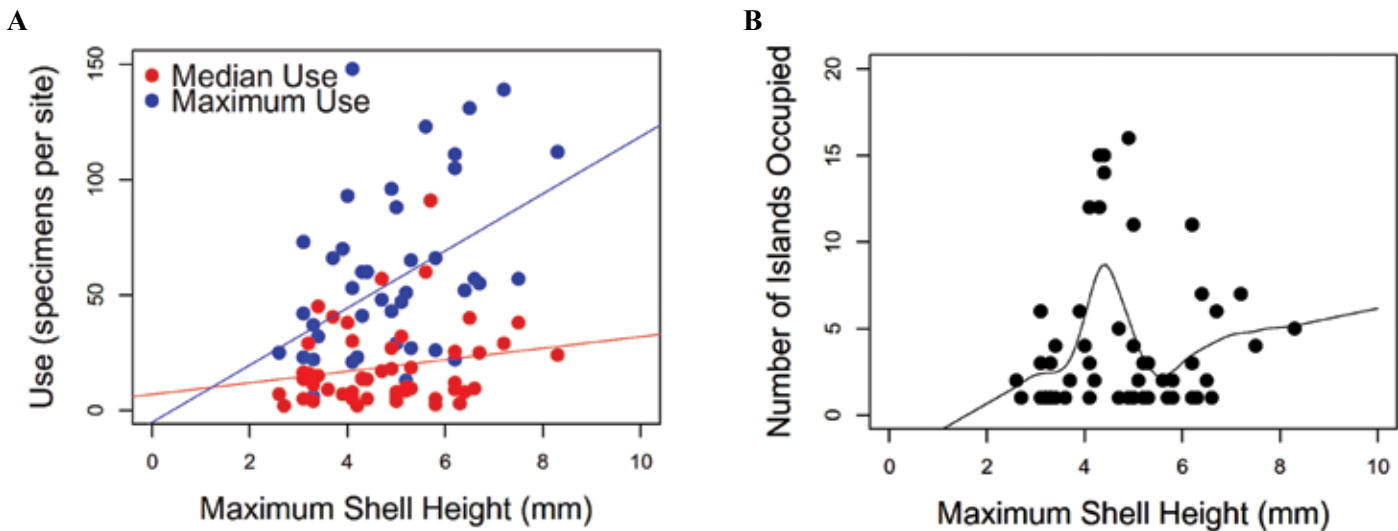 A
Use (specimens per site)
150
100
50
0
Median Use
Maximum Use
0 2 4 6 8 10
Maximum Shell Height (mm)
B
Number of Islands Occupied
20
15
10
5
0
0 2 4 6 8 10
Maximum Shell Height (mm)